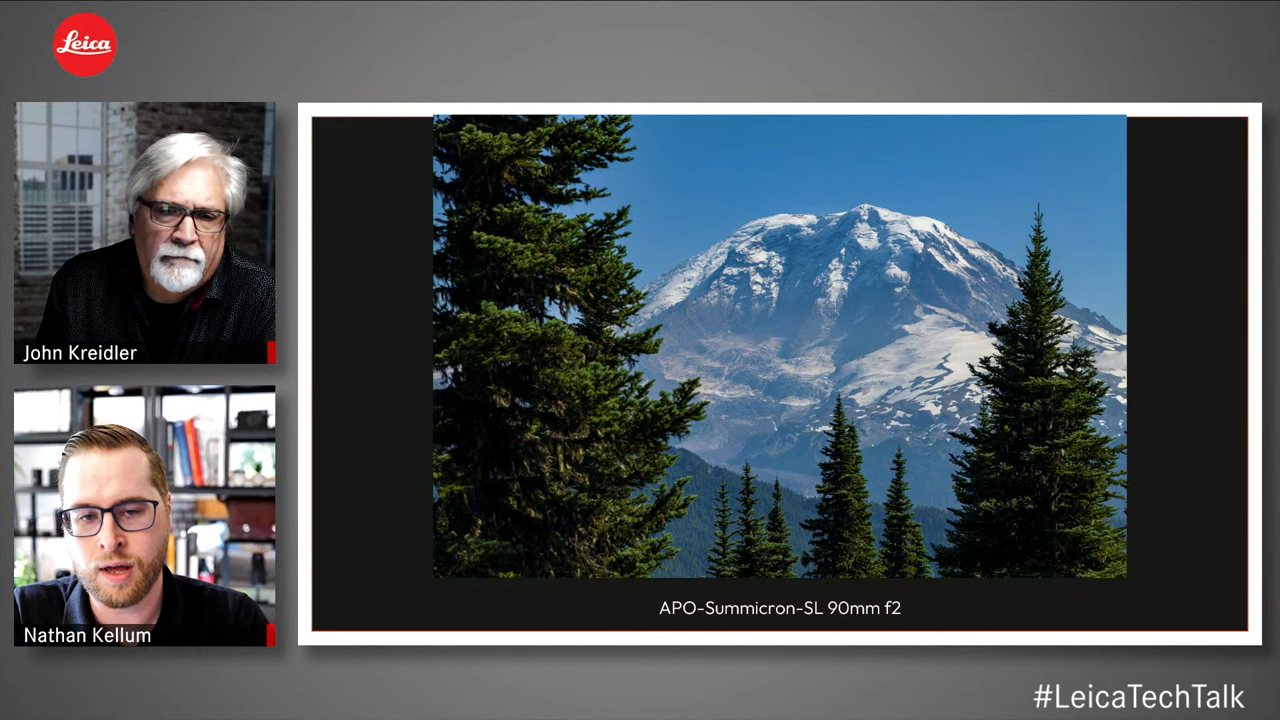 Leica
John Kreidler
Nathan Kellum
APO-Summicron-SL 90mm f2
#LeicaTechTalk